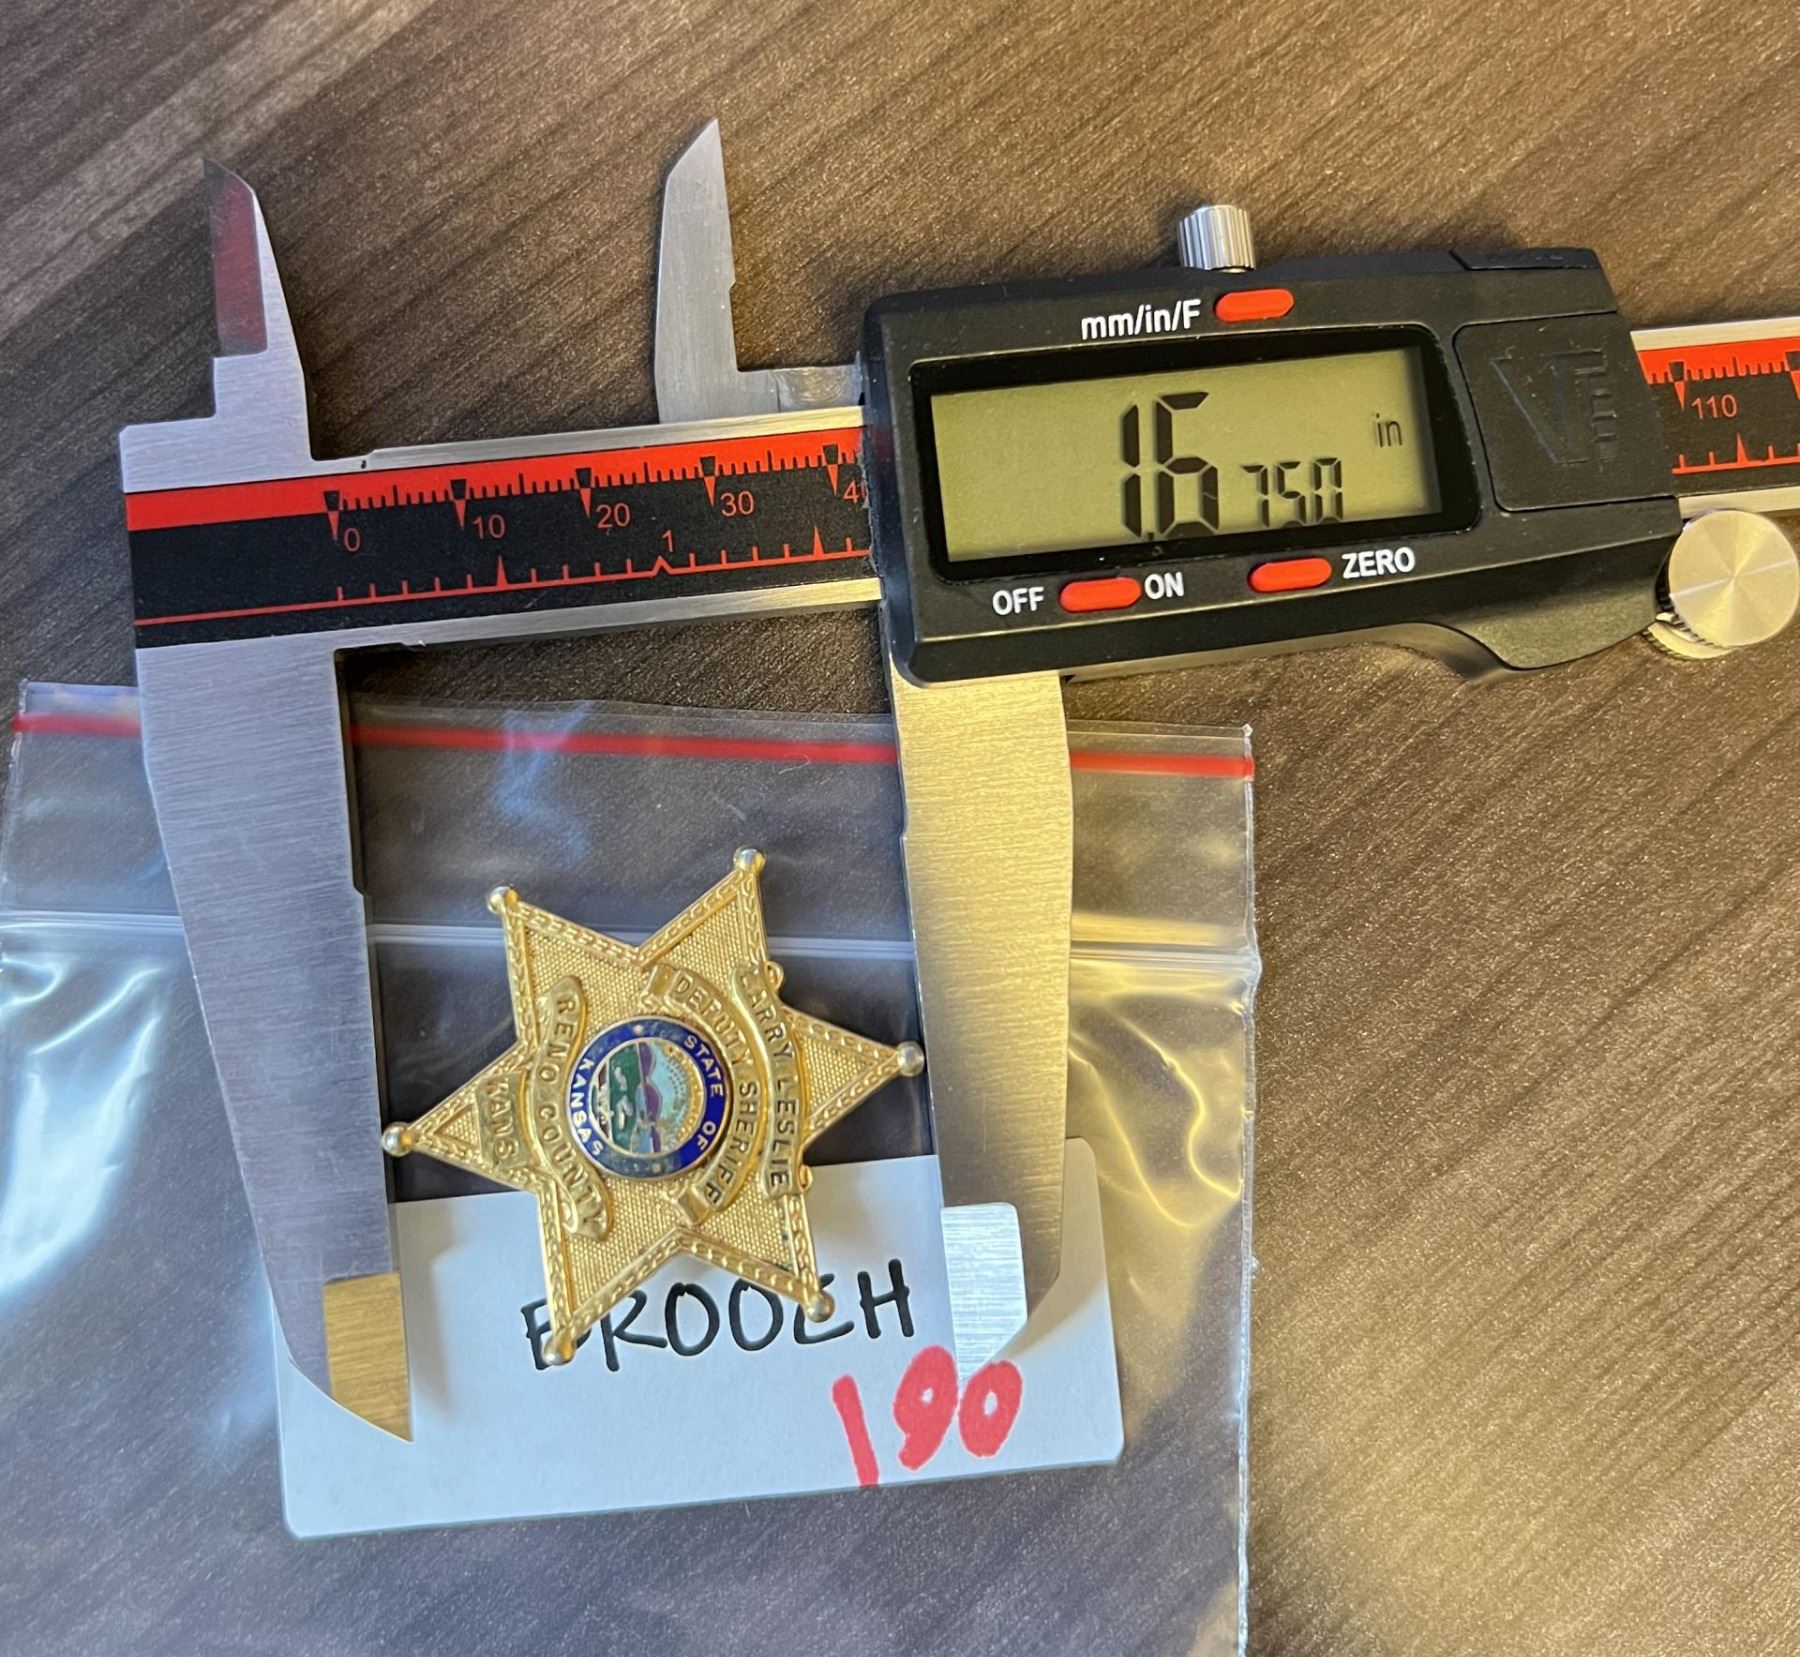 mm/in/F
1.6750 in
OFF ON
ZERO
0 10 20 30 40
1
110
LARRY LESLIE
DEPUTY SHERIFF
STATE OF KANSAS
RENO COUNTY
KANS
BROOCH
190